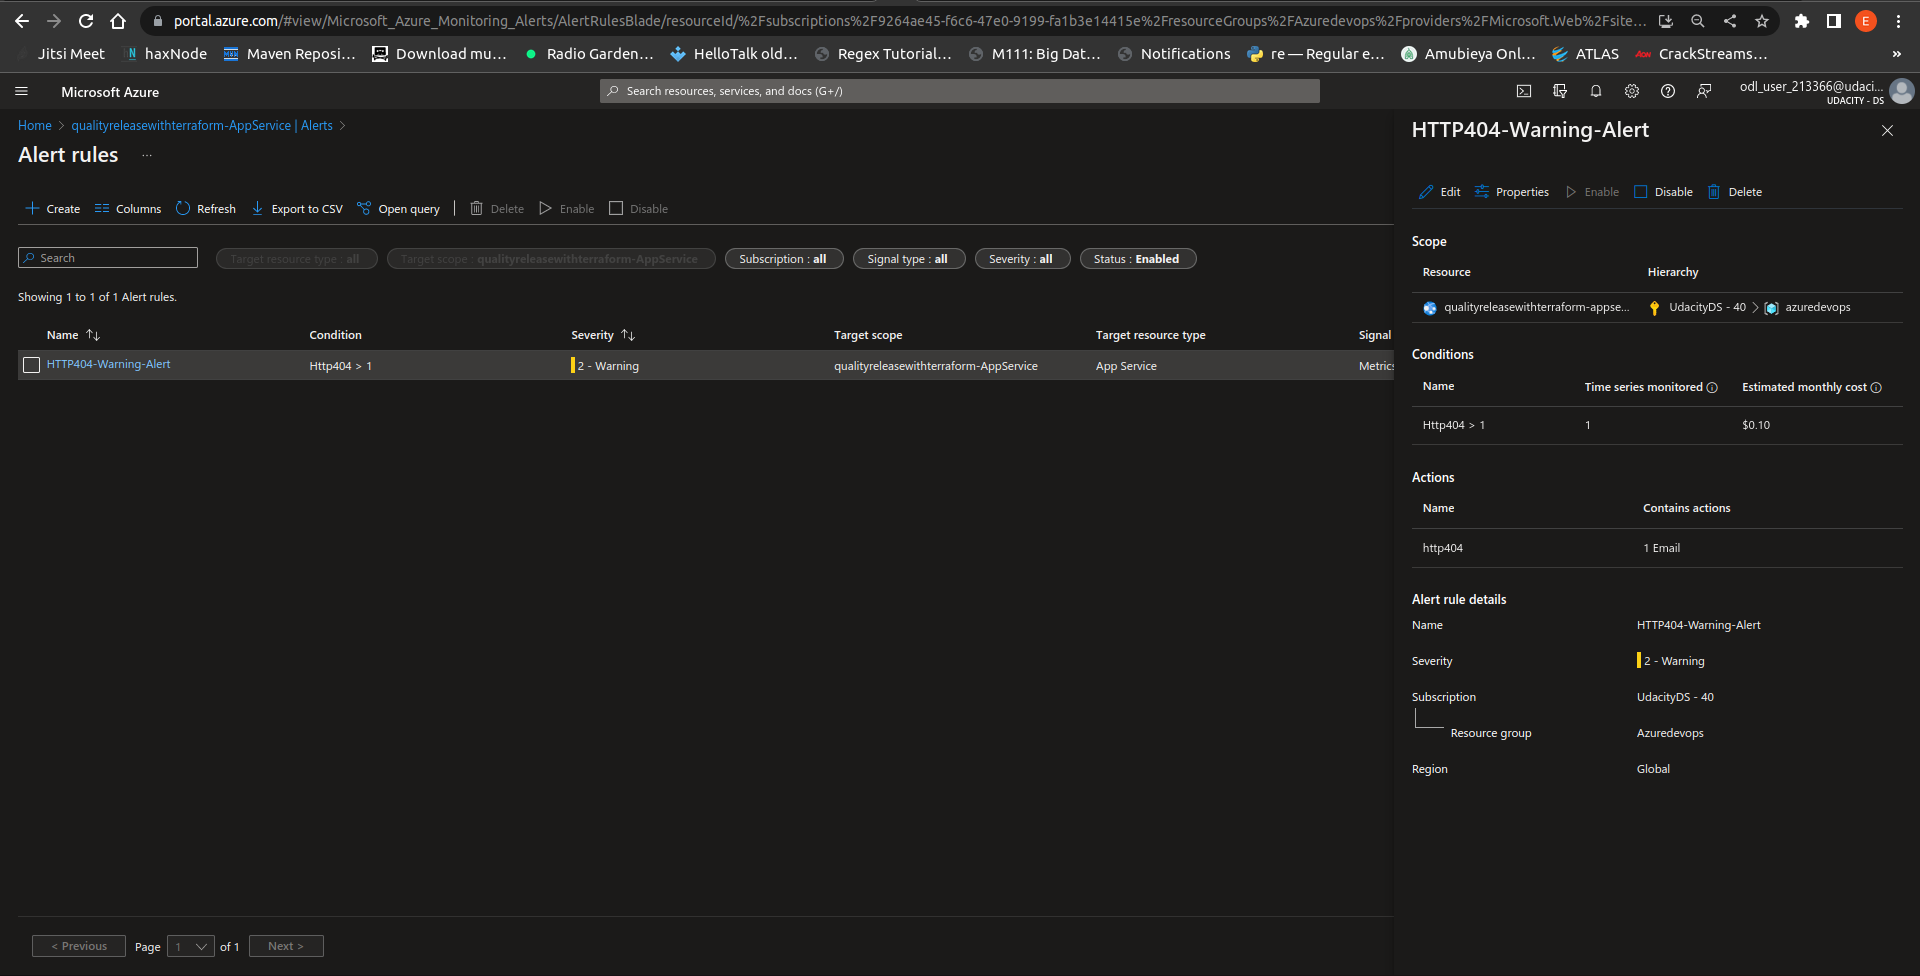 portal.azure.com/#view/Microsoft_Azure_Monitoring_Alerts/AlertRulesBlade/resourceId/%2Fsubscriptions%2F9264ae45-f6c6-47e0-9199-fa1b3e14415e%2FresourceGroups%2FAzuredevops%2Fproviders%2FMicrosoft.Web%2Fsite... E
Jitsi Meet haxNode Maven Reposi... Download mu... Radio Garden... HelloTalk old... Regex Tutorial... M111: Big Dat... Notifications re — Regular e... Amubieya Onl... ATLAS CrackStreams... »
Microsoft Azure
Search resources, services, and docs (G+/)
odl_user_213366@udaci...
UDACITY - DS
Home > qualityreleasewithterraform-AppService | Alerts >
Alert rules ...
Create Columns Refresh Export to CSV Open query | Delete Enable Disable
Search
Target resource type : all Target scope : qualityreleasewithterraform-AppService Subscription : all Signal type : all Severity : all Status : Enabled
Showing 1 to 1 of 1 Alert rules.
Name Condition Severity Target scope Target resource type Signal
HTTP404-Warning-Alert Http404 > 1 2 - Warning qualityreleasewithterraform-AppService App Service Metrics
< Previous Page 1 of 1 Next >
HTTP404-Warning-Alert
Edit Properties Enable Disable Delete
Scope
Resource Hierarchy
qualityreleasewithterraform-appse... UdacityDS - 40 > azuredevops
Conditions
Name Time series monitored Estimated monthly cost
Http404 > 1 1 $0.10
Actions
Name Contains actions
http404 1 Email
Alert rule details
Name HTTP404-Warning-Alert
Severity 2 - Warning
Subscription UdacityDS - 40
Resource group Azuredevops
Region Global